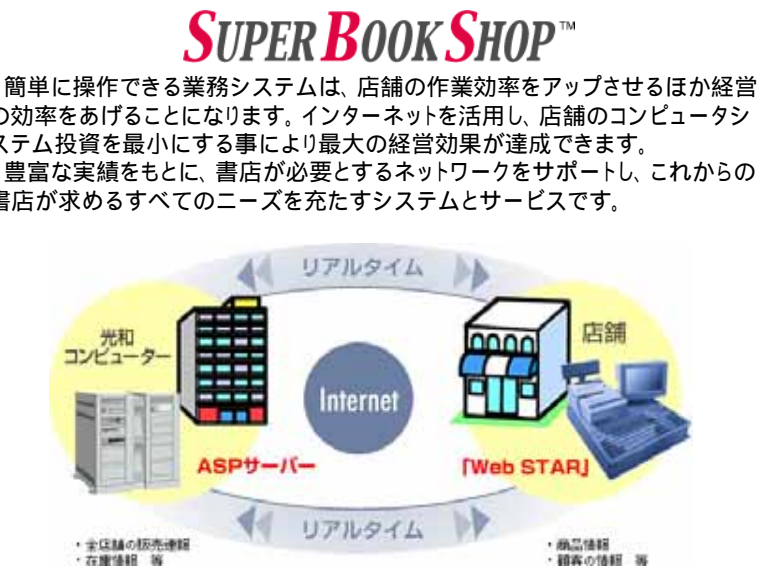 SUPER BOOK SHOP™
簡単に操作できる業務システムは、店舗の作業効率をアップさせるほか経営
の効率をあげることになります。インターネットを活用し、店舗のコンピュータシ
ステム投資を最小にする事により最大の経営効果が達成できます。
豊富な実績をもとに、書店が必要とするネットワークをサポートし、これからの
書店が求めるすべてのニーズを充たすシステムとサービスです。
リアルタイム
光和
コンピューター
店舗
Internet
ASPサーバー
「Web STAR」
リアルタイム
・全店舗の販売情報
・在庫情報 等
・商品情報
・顧客の情報 等